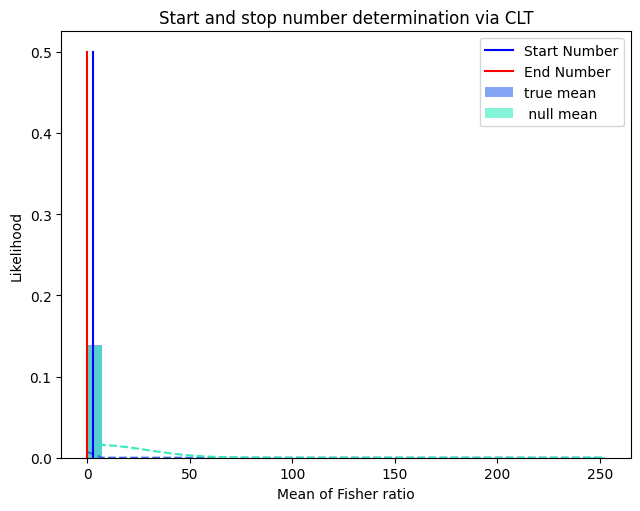 Start and stop number determination via CLT
Start Number
End Number
true mean
null mean
Likelihood
0.5
0.4
0.3
0.2
0.1
0.0
0 50 100 150 200 250
Mean of Fisher ratio